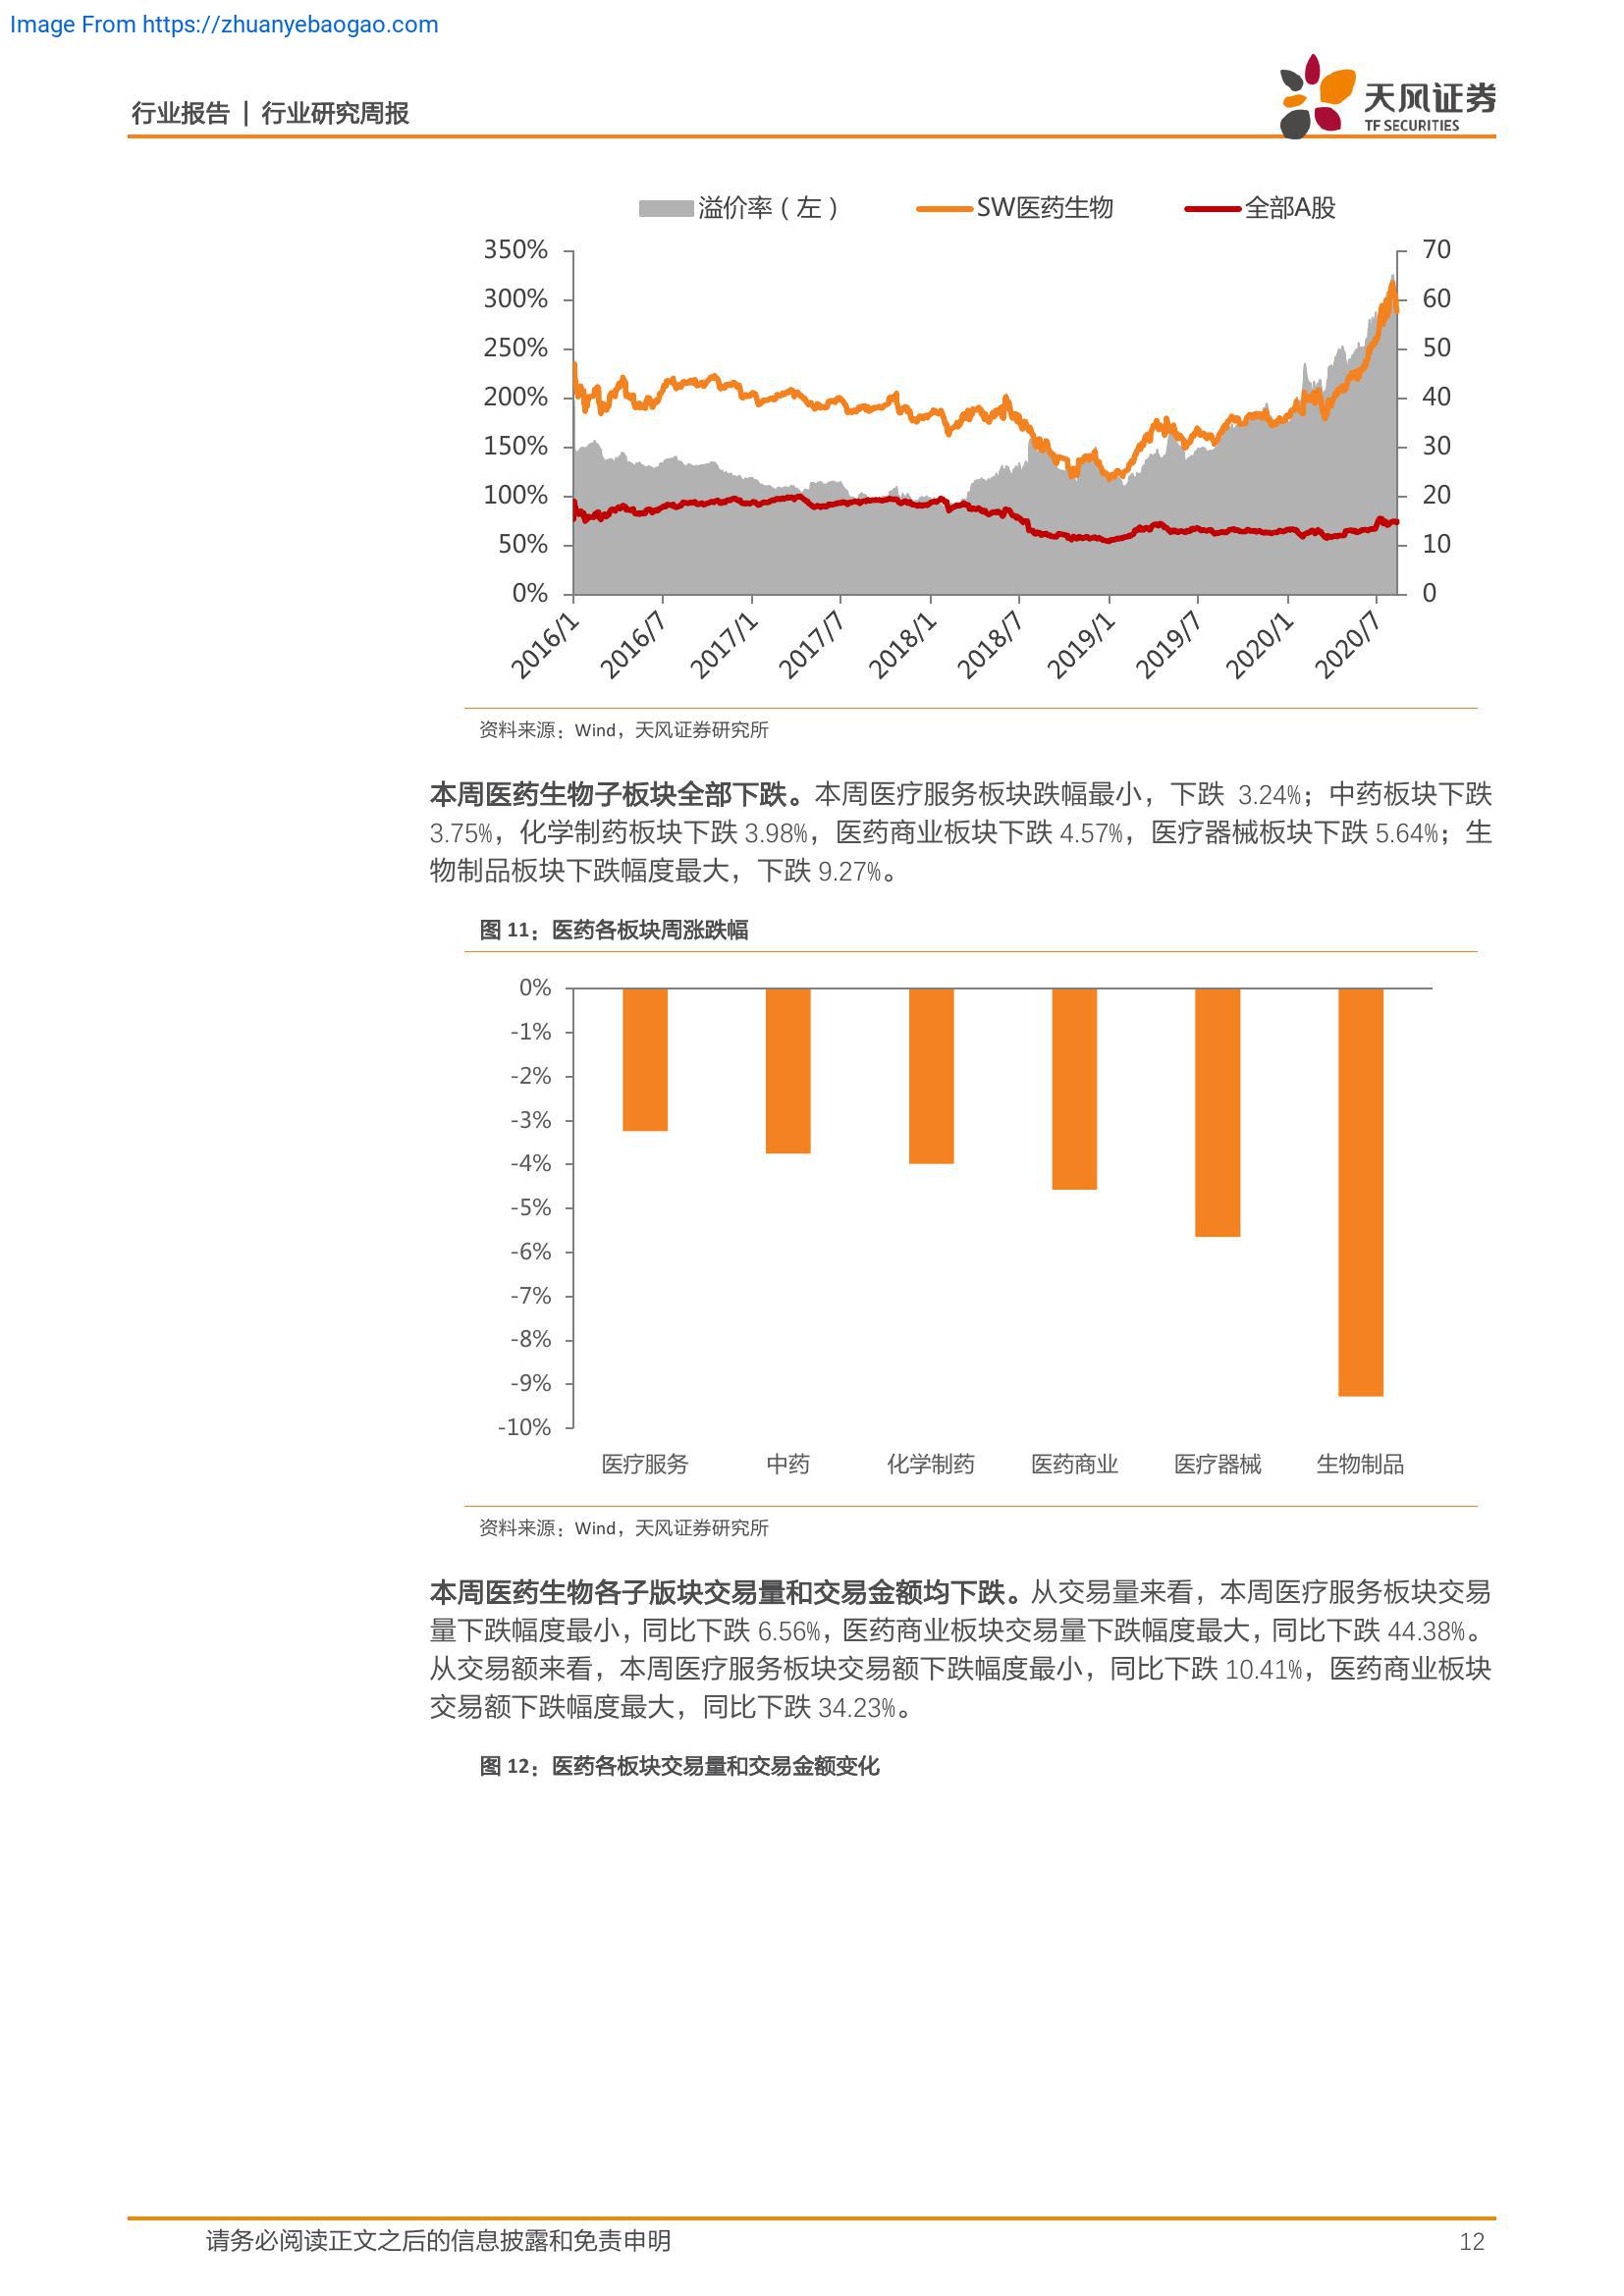 Image From https://zhuanyebaogao.com
行业报告 | 行业研究周报
天风证券
TF SECURITIES
溢价率（左） SW医药生物 全部A股
350% 70
300% 60
250% 50
200% 40
150% 30
100% 20
50% 10
0% 0
2016/1 2016/7 2017/1 2017/7 2018/1 2018/7 2019/1 2019/7 2020/1 2020/7
资料来源：Wind，天风证券研究所
本周医药生物子板块全部下跌。本周医疗服务板块跌幅最小，下跌 3.24%；中药板块下跌
3.75%，化学制药板块下跌 3.98%，医药商业板块下跌 4.57%，医疗器械板块下跌 5.64%；生
物制品板块下跌幅度最大，下跌 9.27%。
图 11：医药各板块周涨跌幅
0%
-1%
-2%
-3%
-4%
-5%
-6%
-7%
-8%
-9%
-10%
医疗服务 中药 化学制药 医药商业 医疗器械 生物制品
资料来源：Wind，天风证券研究所
本周医药生物各子版块交易量和交易金额均下跌。从交易量来看，本周医疗服务板块交易
量下跌幅度最小，同比下跌 6.56%，医药商业板块交易量下跌幅度最大，同比下跌 44.38%。
从交易额来看，本周医疗服务板块交易额下跌幅度最小，同比下跌 10.41%，医药商业板块
交易额下跌幅度最大，同比下跌 34.23%。
图 12：医药各板块交易量和交易金额变化
请务必阅读正文之后的信息披露和免责申明 12